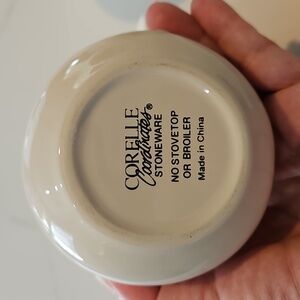 CORELLE
Coordinates®
STONEWARE
NO STOVETOP
OR BROILER
Made in China